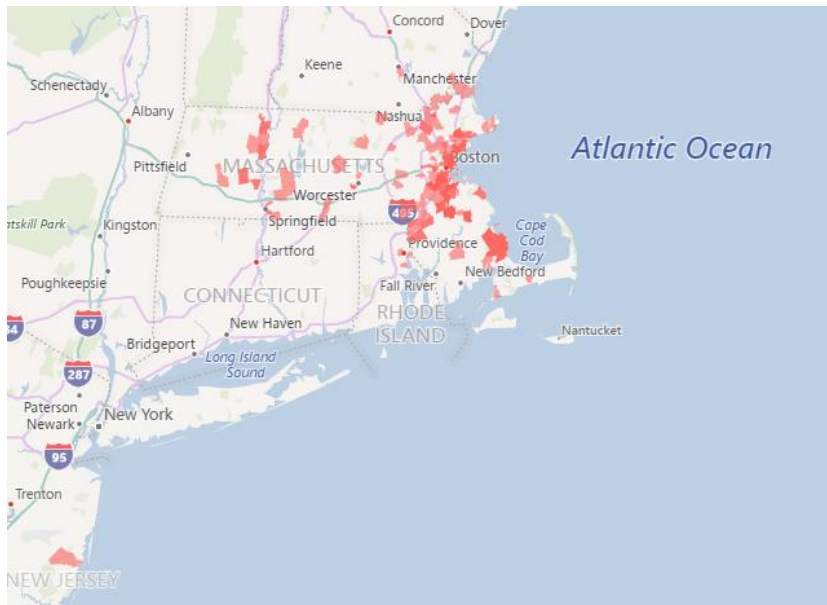 Concord
Dover
Keene
Manchester
Schenectady
Nashua
Albany
Boston
Atlantic Ocean
Pittsfield
MASSACHUSETTS
Worcester
495
atskill Park
Kingston
Springfield
Cape
Cod
Bay
Hartford
Providence
Poughkeepsie
New Bedford
Fall River
CONNECTICUT
RHODE
ISLAND
84
87
New Haven
Nantucket
Bridgeport
Long Island
Sound
287
Paterson
Newark
New York
95
Trenton
NEW JERSEY